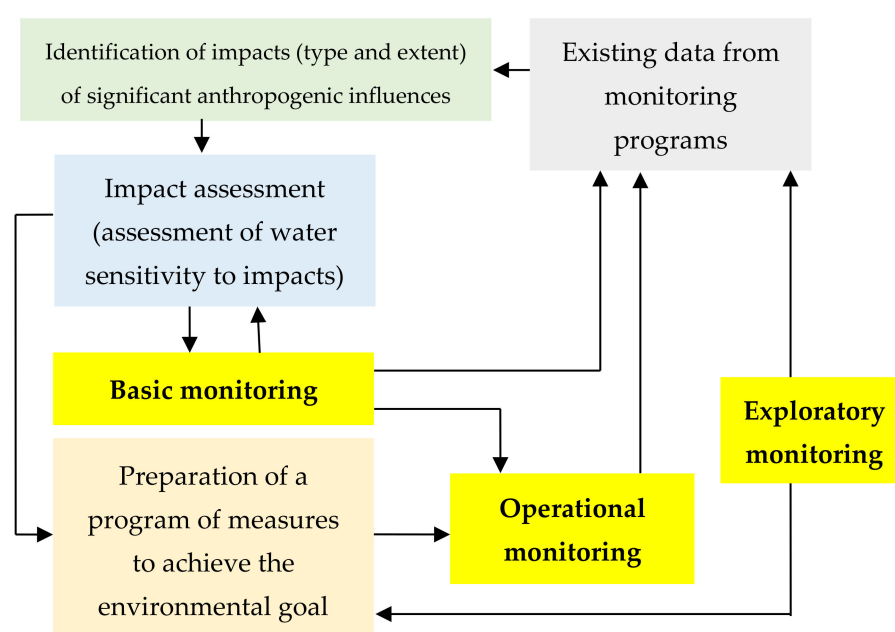 Identification of impacts (type and extent)
of significant anthropogenic influences
Existing data from
monitoring
programs
Impact assessment
(assessment of water
sensitivity to impacts)
Basic monitoring
Exploratory
monitoring
Preparation of a
program of measures
to achieve the
environmental goal
Operational
monitoring